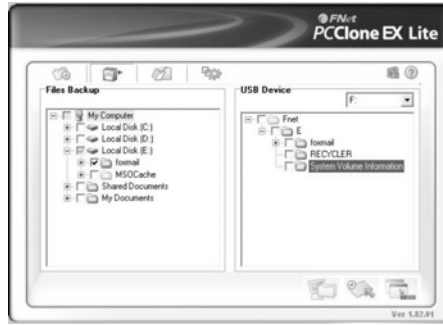 FNet
PCClone EX Lite
Files Backup
USB Device
F:
My Computer
Local Disk (C:)
Local Disk (D:)
Local Disk (E:)
foxmail
MSOCache
Shared Documents
My Documents
Fnet
E
foxmail
RECYCLER
System Volume Information
Ver 1.82.01